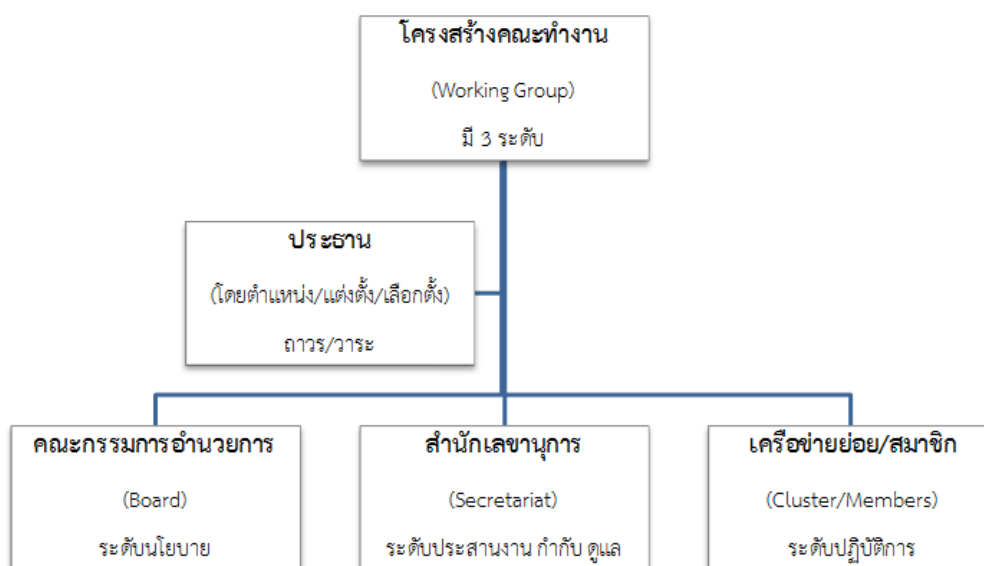 โครงสร้างคณะทำงาน
(Working Group)
มี 3 ระดับ
ประธาน
(โดยตำแหน่ง/แต่งตั้ง/เลือกตั้ง)
ถาวร/วาระ
คณะกรรมการอำนวยการ
(Board)
ระดับนโยบาย
สำนักเลขานุการ
(Secretariat)
ระดับประสานงาน กำกับ ดูแล
เครือข่ายย่อย/สมาชิก
(Cluster/Members)
ระดับปฏิบัติการ